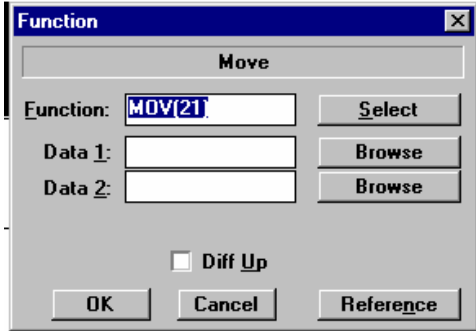 Function
Move
Function: MOV(21) Select
Data 1: Browse
Data 2: Browse
Diff Up
OK Cancel Reference